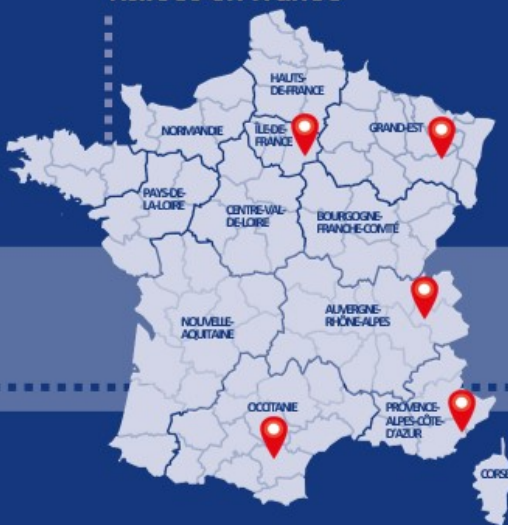 HAUTS-
DE-FRANCE
NORMANDIE
ÎLE-DE-
FRANCE
GRAND-EST
PAYS-DE-
LA-LOIRE
CENTRE-VAL-
DE-LOIRE
BOURGOGNE-
FRANCHE-COMTÉ
NOUVELLE-
AQUITAINE
AUVERGNE-
RHÔNE-ALPES
OCCITANIE
PROVENCE-
ALPES-CÔTE-
D'AZUR
CORSE